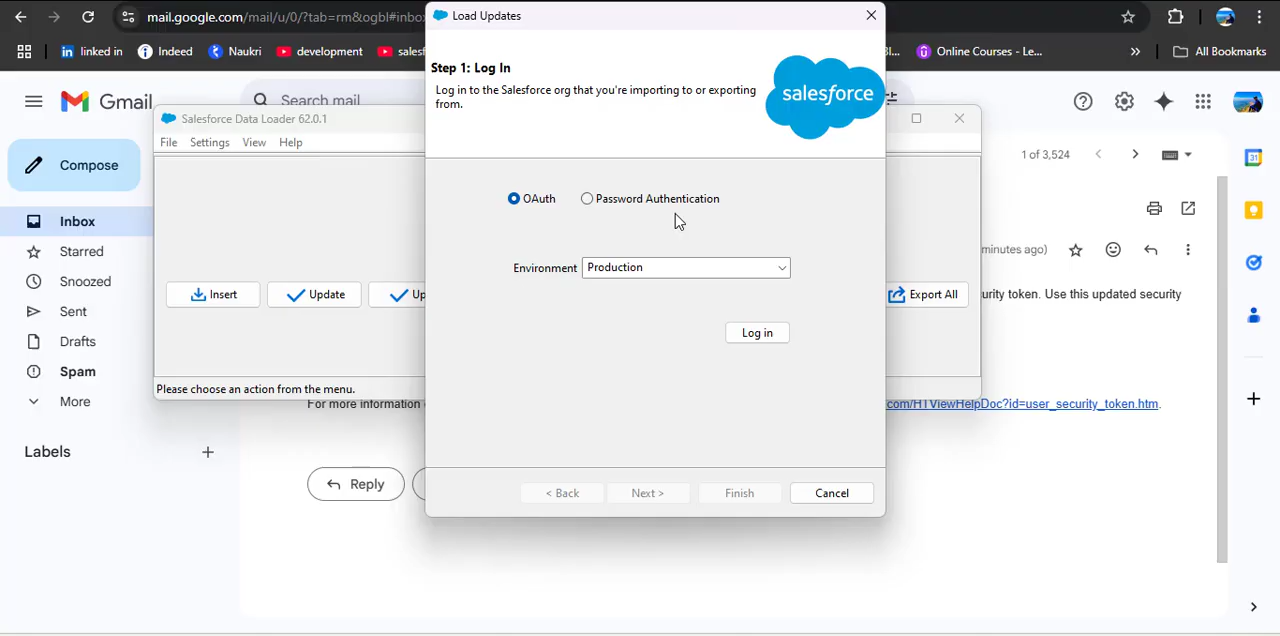 mail.google.com/mail/u/0/?tab=rm&ogbl#inbo
linked in
Indeed
Naukri
development
salesf
Online Courses - Le...
All Bookmarks
Gmail
Search mail
Compose
Inbox
Starred
Snoozed
Sent
Drafts
Spam
More
Labels
1 of 3,524
minutes ago)
urity token. Use this updated security
For more information
com/HTViewHelpDoc?id=user_security_token.htm.
Reply
31
Salesforce Data Loader 62.0.1
File
Settings
View
Help
Insert
Update
Up
Export All
Please choose an action from the menu.
Load Updates
Step 1: Log In
Log in to the Salesforce org that you're importing to or exporting
from.
salesforce
OAuth
Password Authentication
Environment
Production
Log in
< Back
Next >
Finish
Cancel